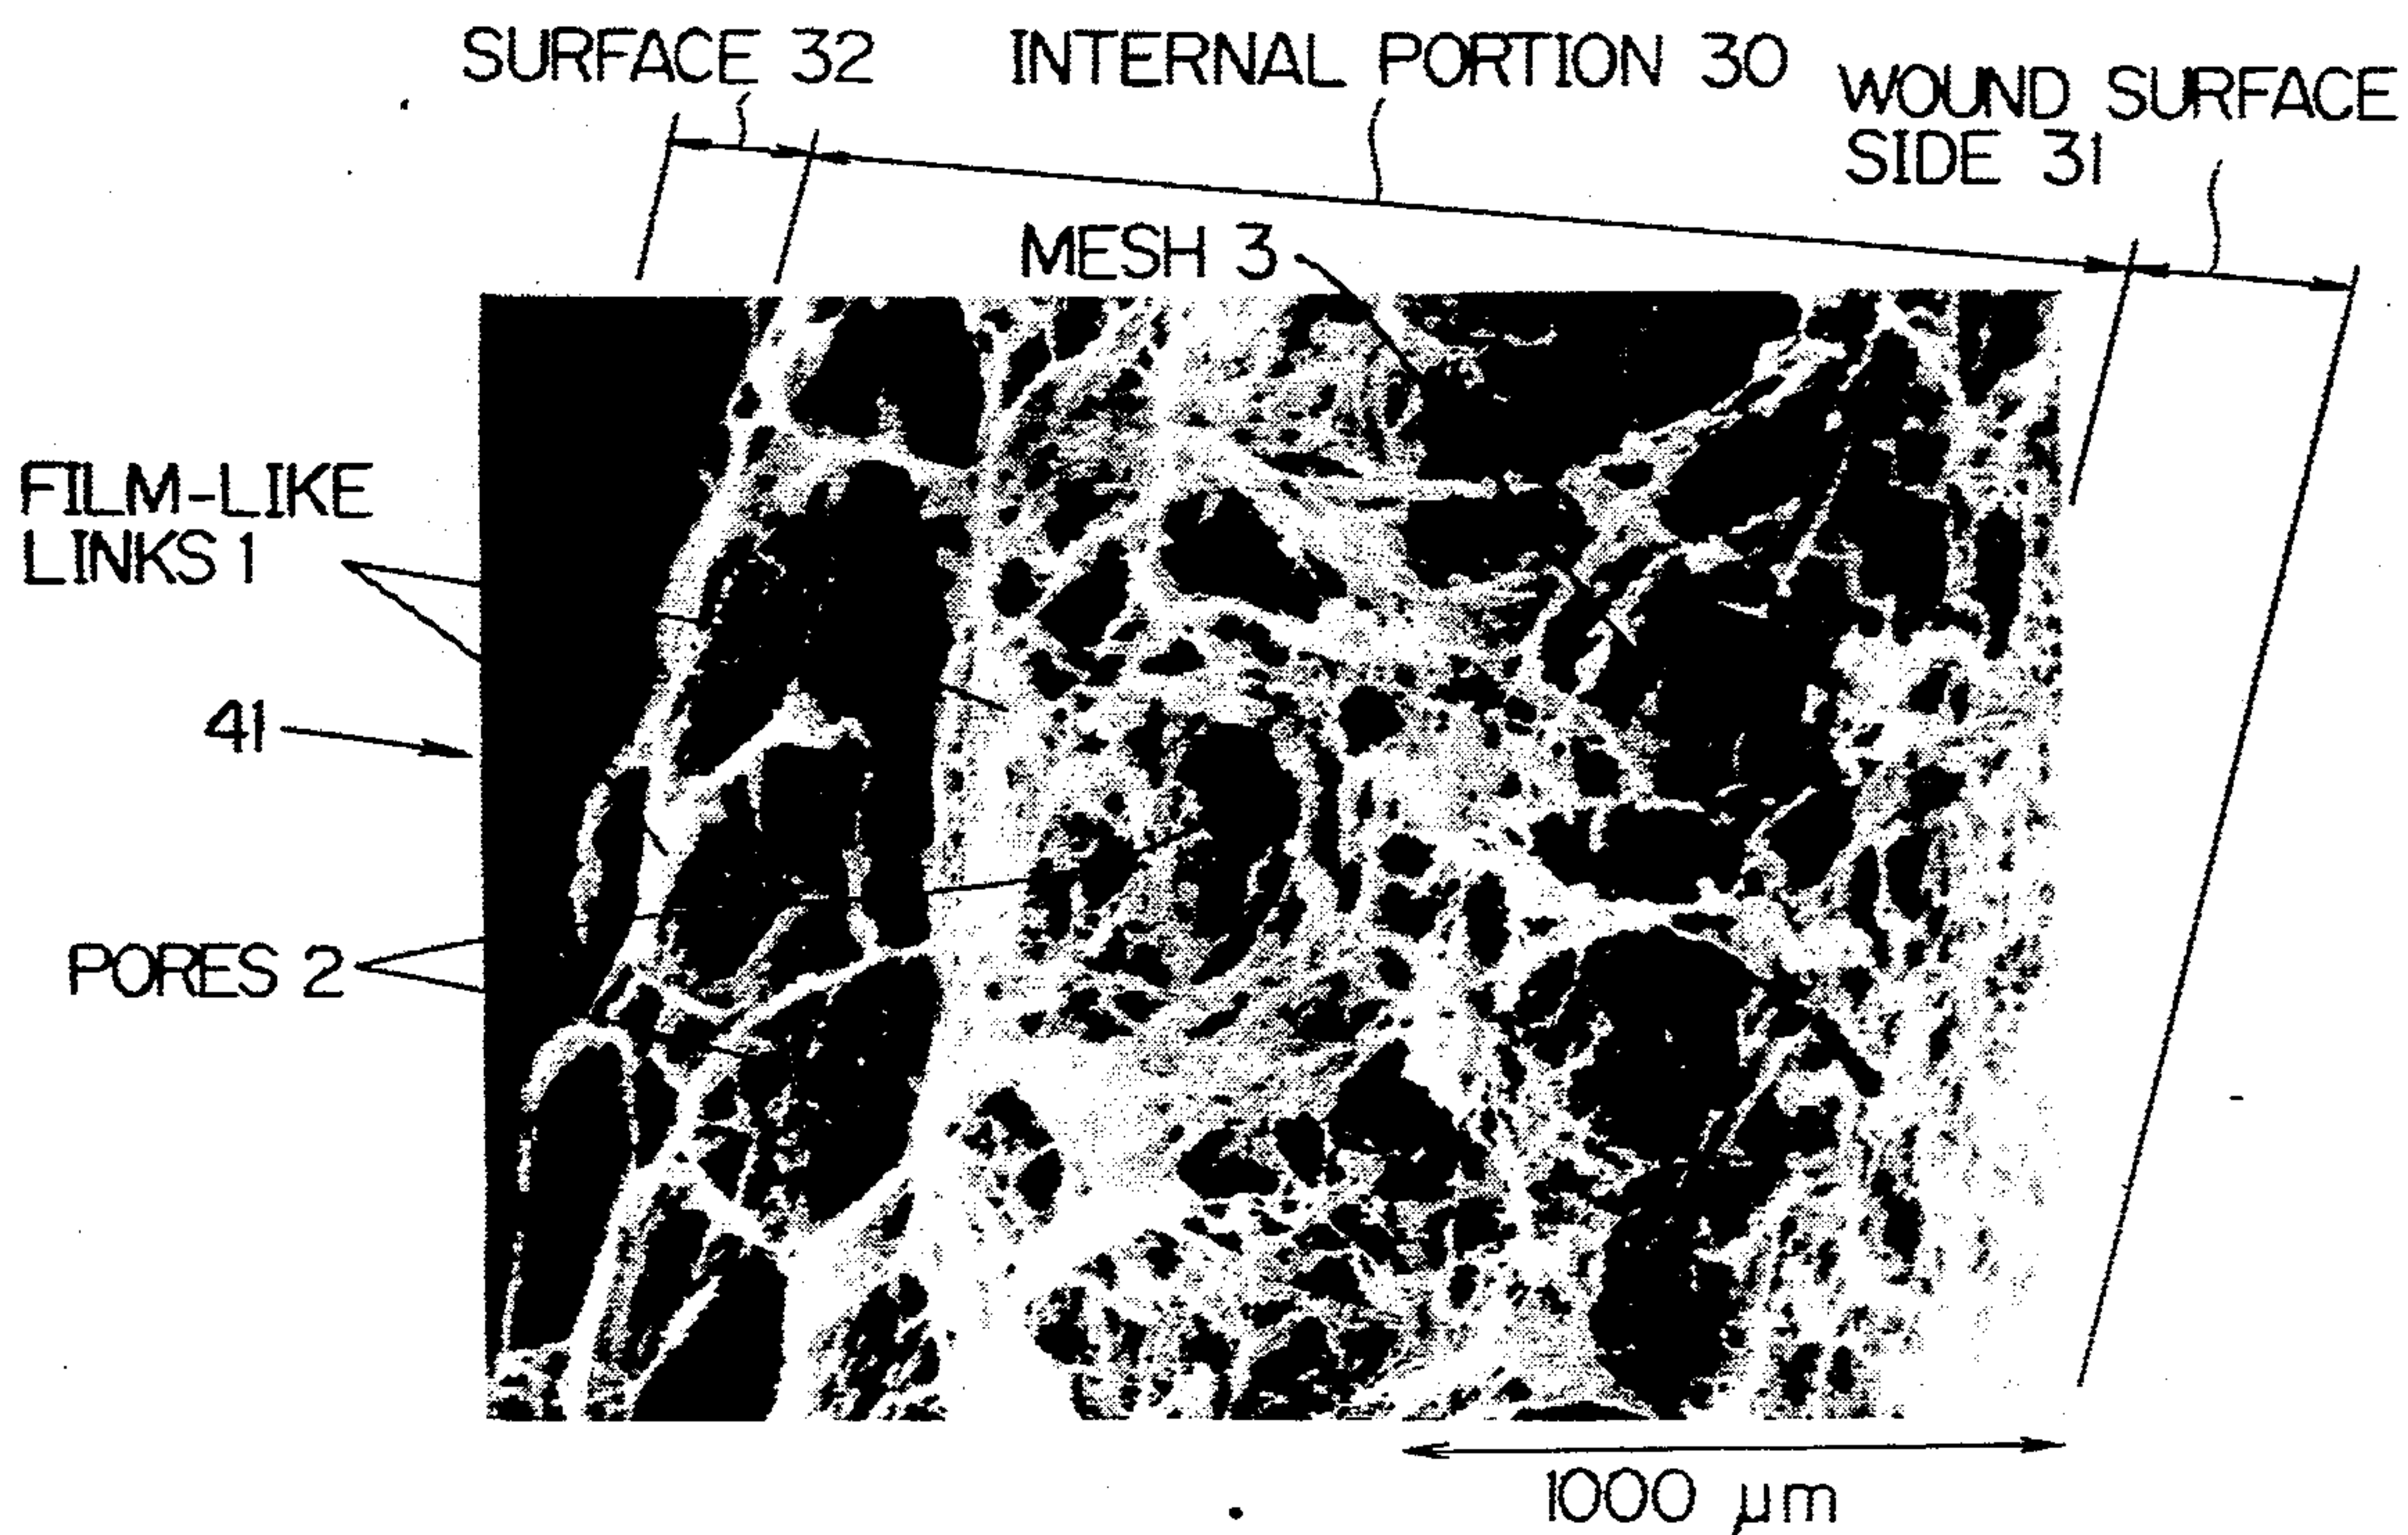 SURFACE 32
INTERNAL PORTION 30
WOUND SURFACE
SIDE 31
MESH 3
FILM-LIKE
LINKS 1
41
PORES 2
1000 μm